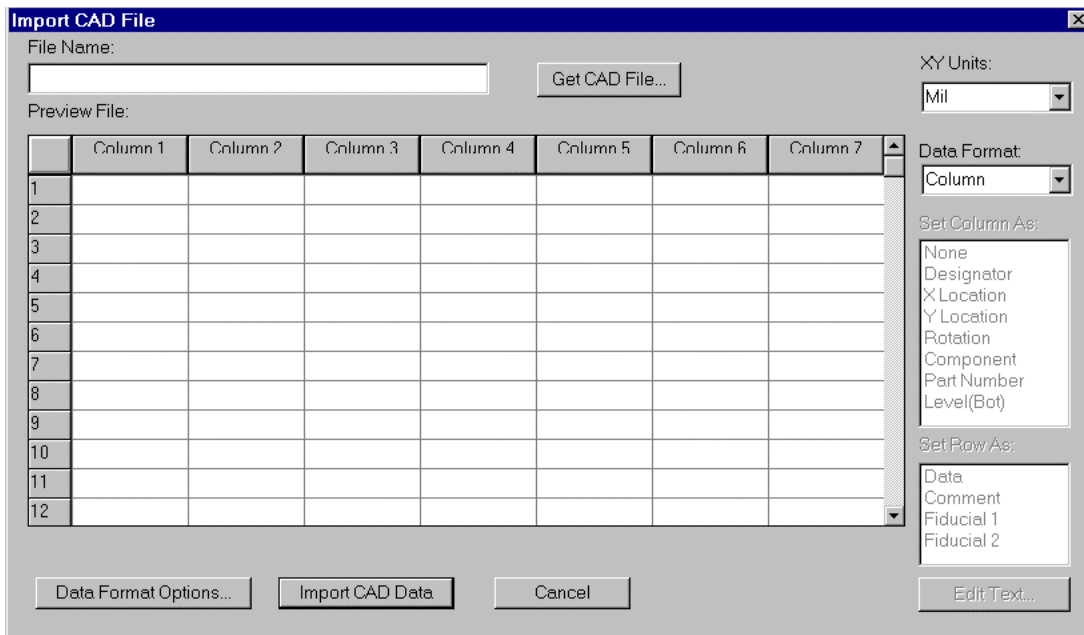 Import CAD File
File Name:
Get CAD File...
XY Units:
Mil
Preview File:
Column 1 Column 2 Column 3 Column 4 Column 5 Column 6 Column 7
Data Format:
Column
1
2
3
4
5
6
7
8
9
10
11
12
Set Column As:
None
Designator
X Location
Y Location
Rotation
Component
Part Number
Level(Bot)
Set Row As:
Data
Comment
Fiducial 1
Fiducial 2
Data Format Options... Import CAD Data Cancel Edit Text...